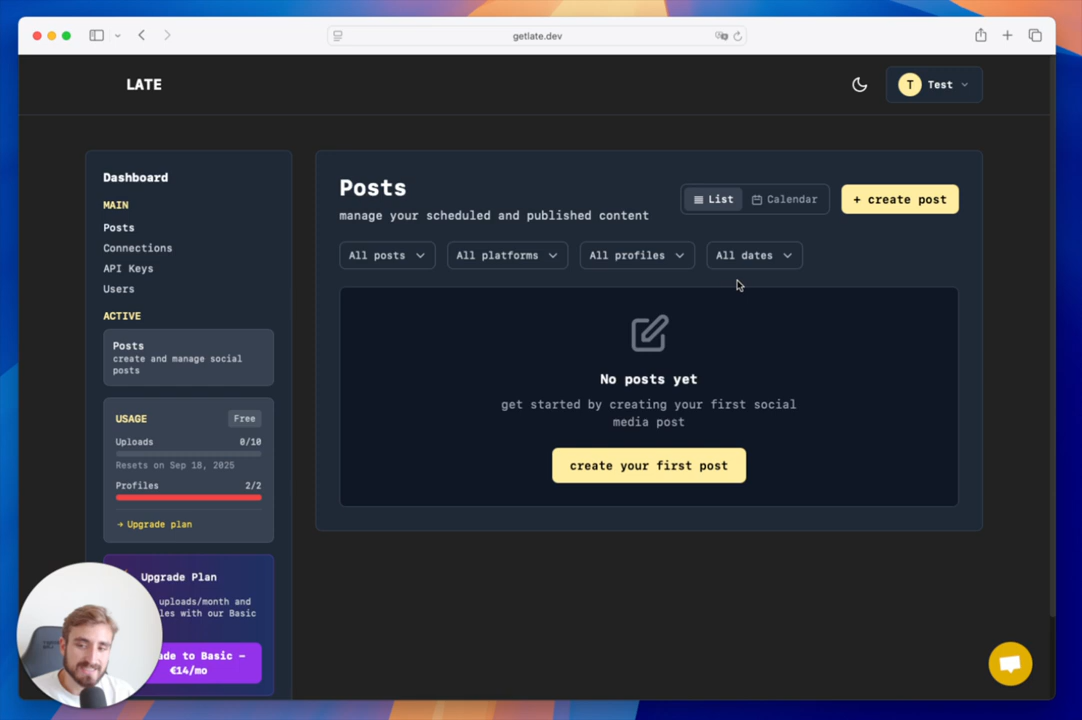 getlate.dev
LATE
T Test
Dashboard
MAIN
Posts
Connections
API Keys
Users
ACTIVE
Posts
create and manage social
posts
USAGE Free
Uploads 0/10
Resets on Sep 18, 2025
Profiles 2/2
→ Upgrade plan
Upgrade Plan
uploads/month and
with our Basic
to Basic –
€14/mo
Posts
manage your scheduled and published content
List Calendar
+ create post
All posts All platforms All profiles All dates
No posts yet
get started by creating your first social
media post
create your first post